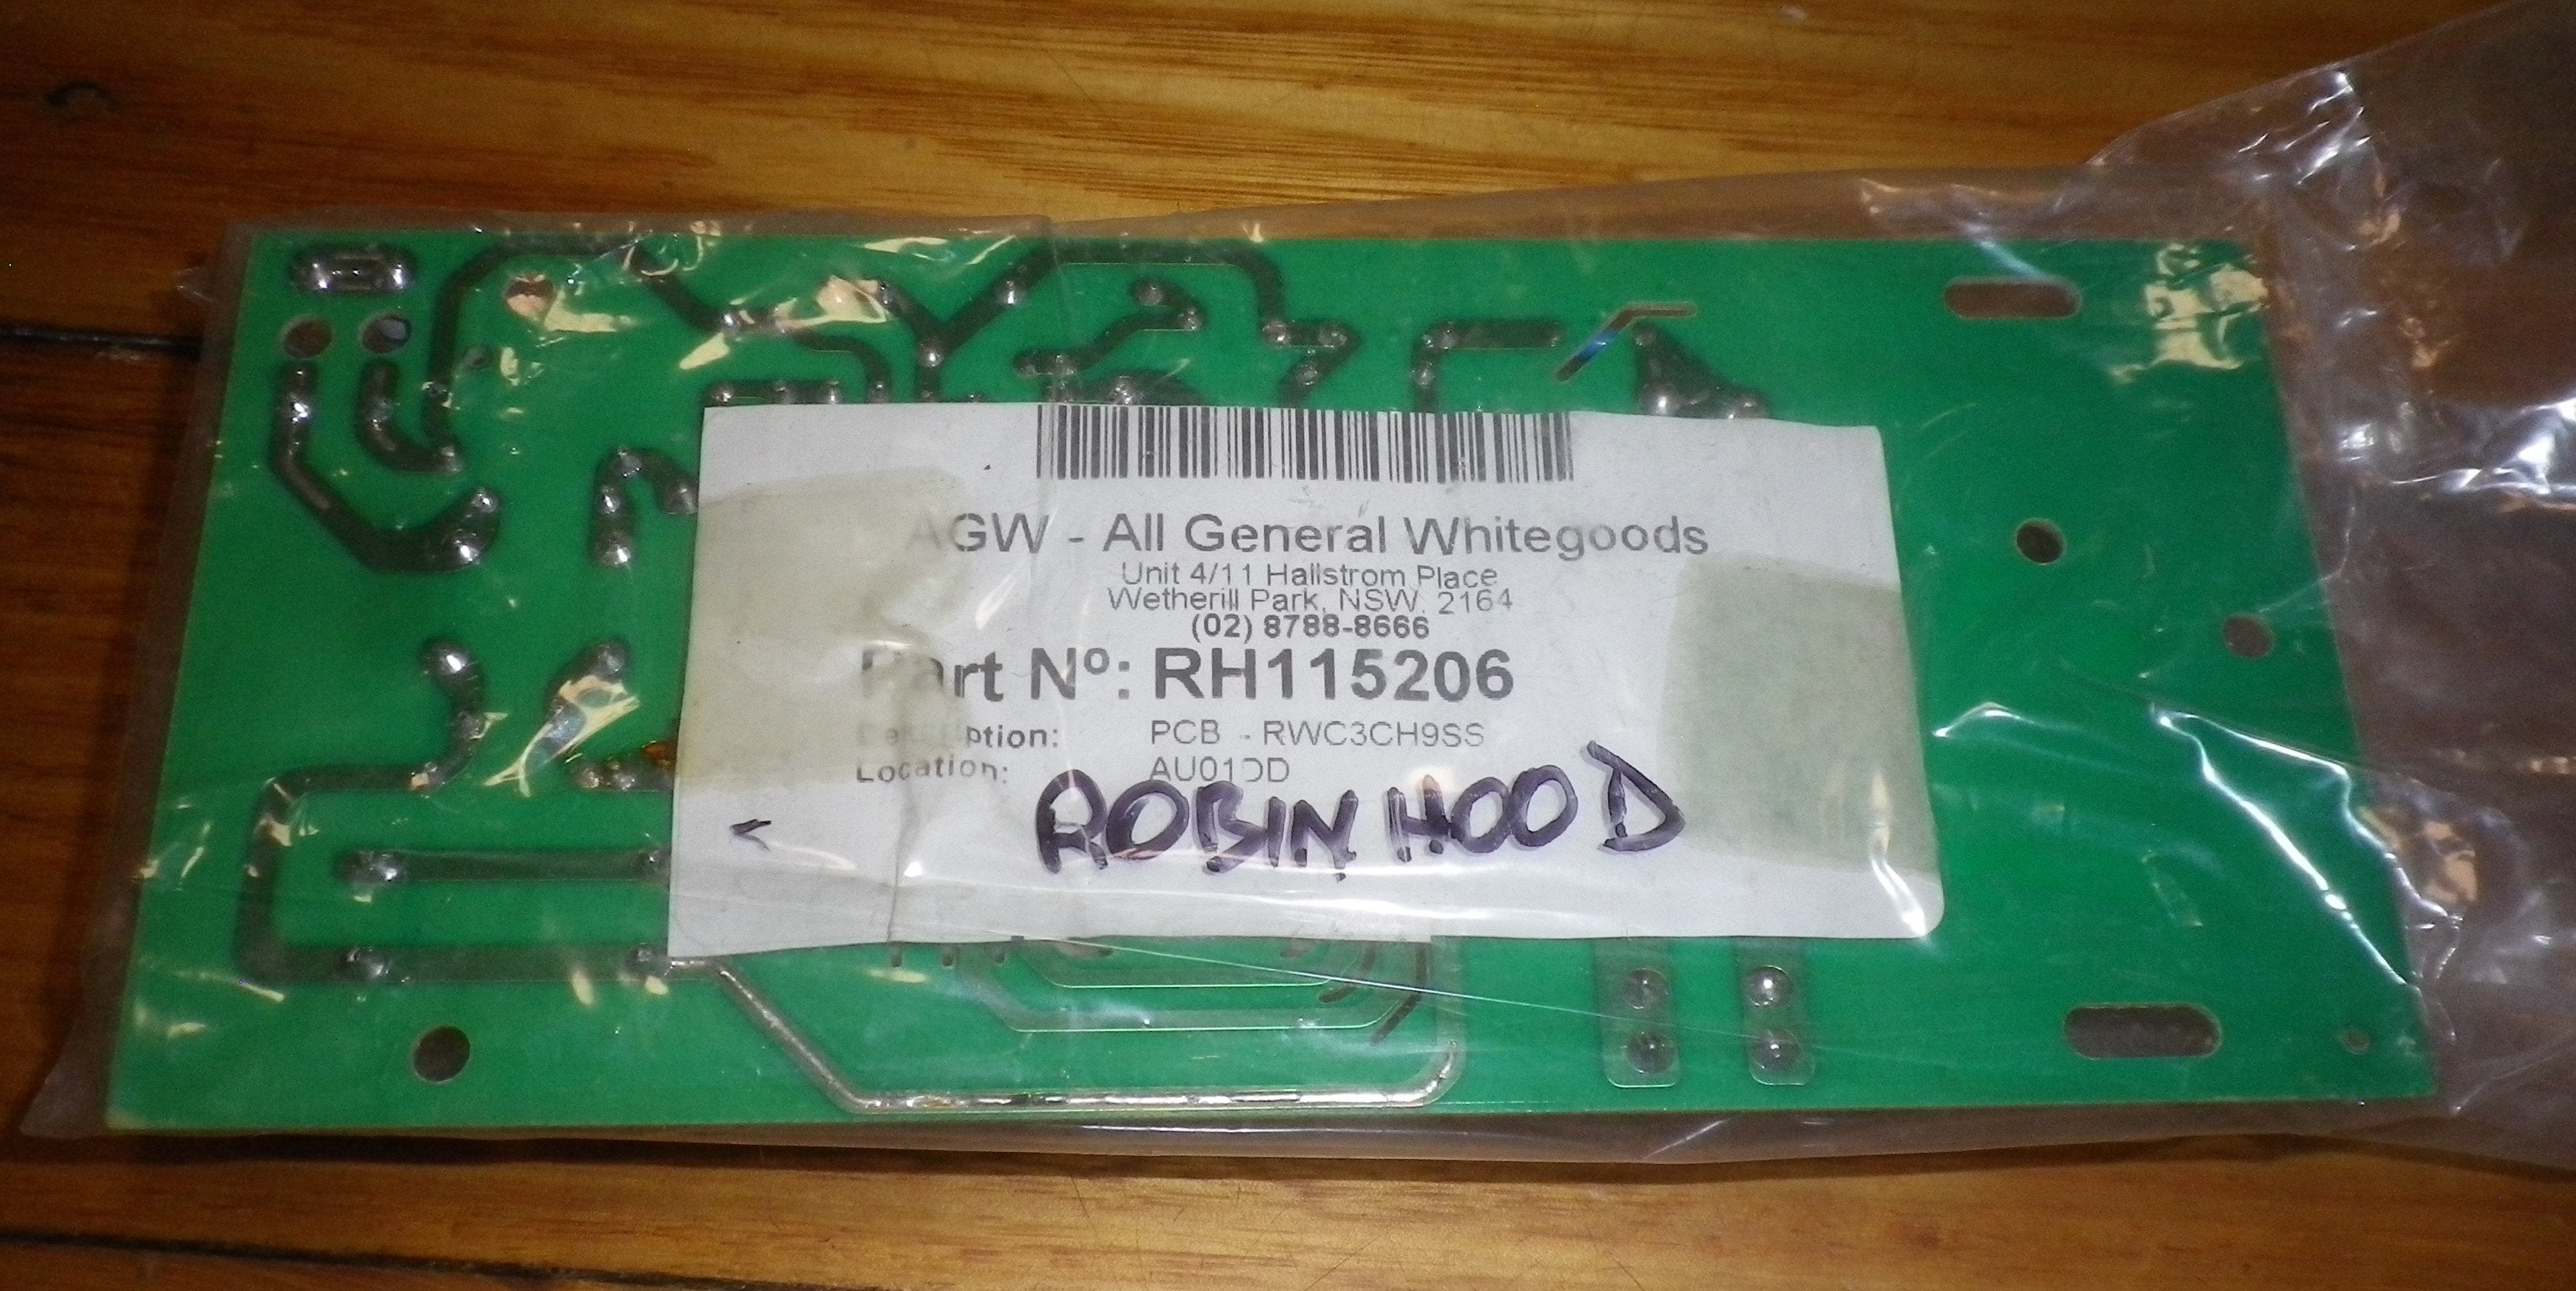 AGW - All General Whitegoods
Unit 4/11 Hallstrom Place
Wetherill Park, NSW, 2164
(02) 8788-8666
Part Nº: RH115206
Description: PCB - RWC3CH9SS
Location: AU01DD
ROBIN HOOD